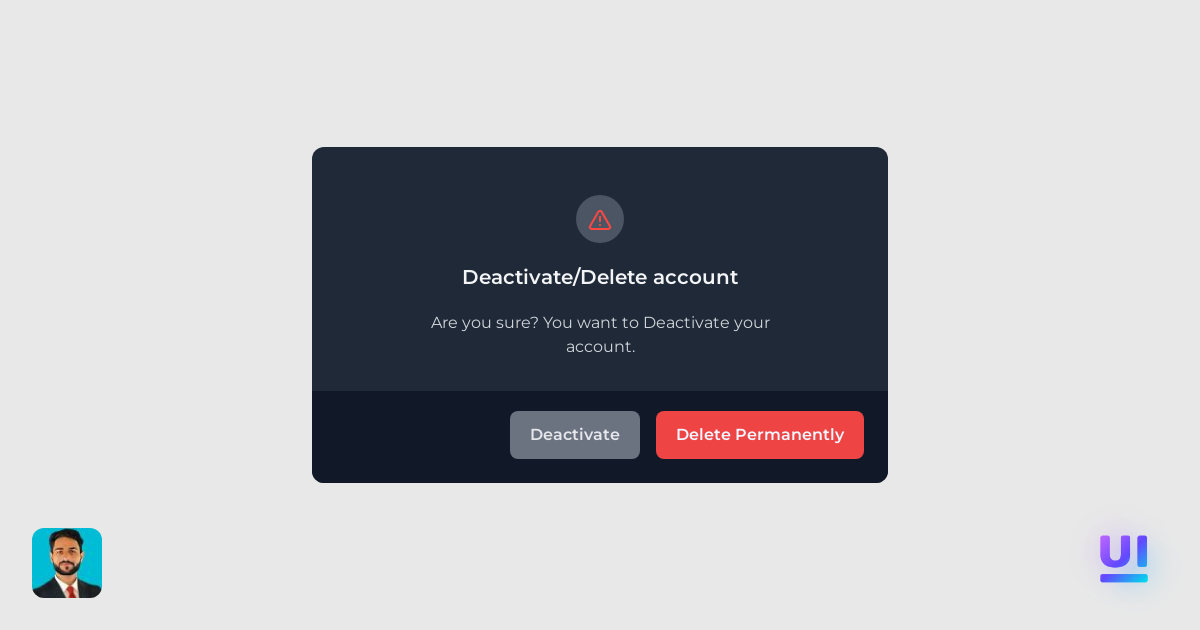 Deactivate/Delete account
Are you sure? You want to Deactivate your
account.
Deactivate Delete Permanently
UI